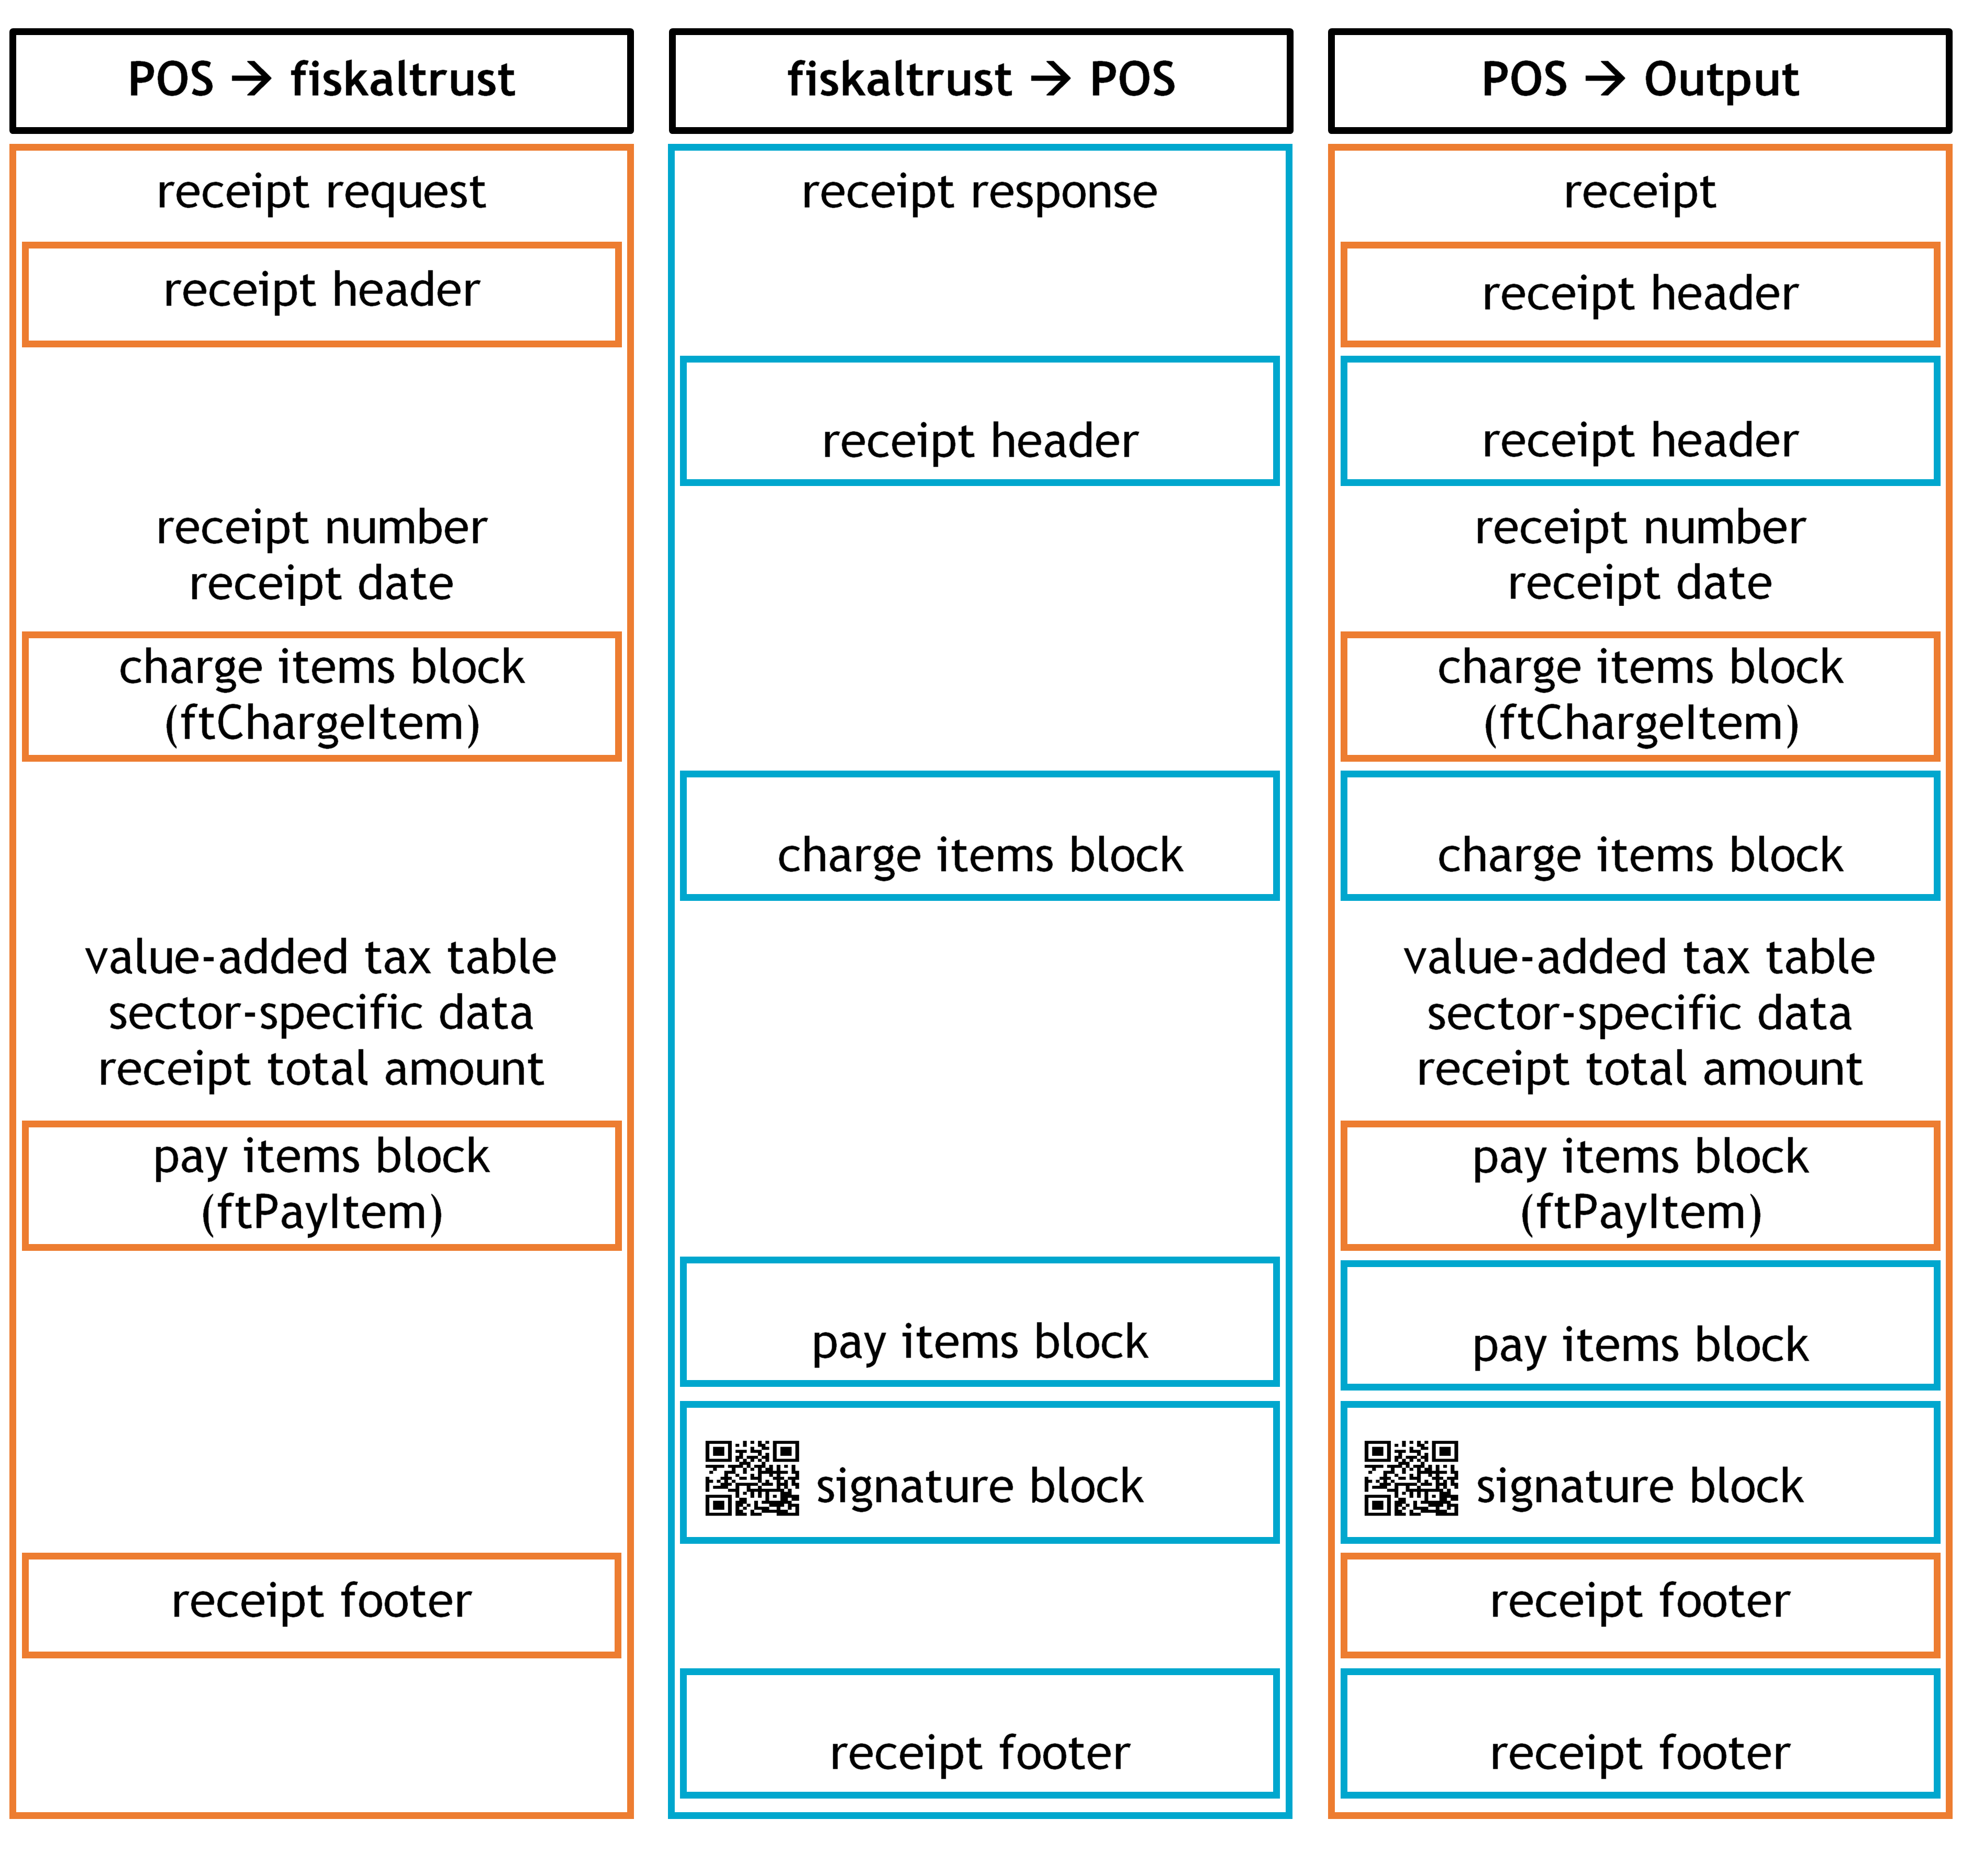 POS → fiskaltrust
receipt request
receipt header
receipt number
receipt date
charge items block
(ftChargeItem)
value-added tax table
sector-specific data
receipt total amount
pay items block
(ftPayItem)
receipt footer
fiskaltrust → POS
receipt response
receipt header
charge items block
pay items block
signature block
receipt footer
POS → Output
receipt
receipt header
receipt header
receipt number
receipt date
charge items block
(ftChargeItem)
charge items block
value-added tax table
sector-specific data
receipt total amount
pay items block
(ftPayItem)
pay items block
signature block
receipt footer
receipt footer